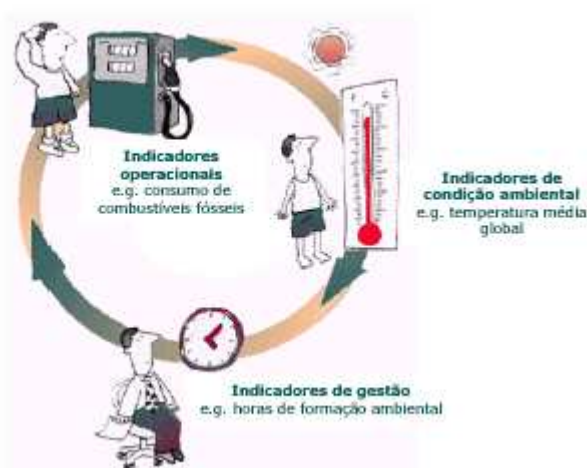 Indicadores
operacionais
e.g. consumo de
combustíveis fósseis
Indicadores de
condição ambiental
e.g. temperatura média
global
Indicadores de gestão
e.g. horas de formação ambiental